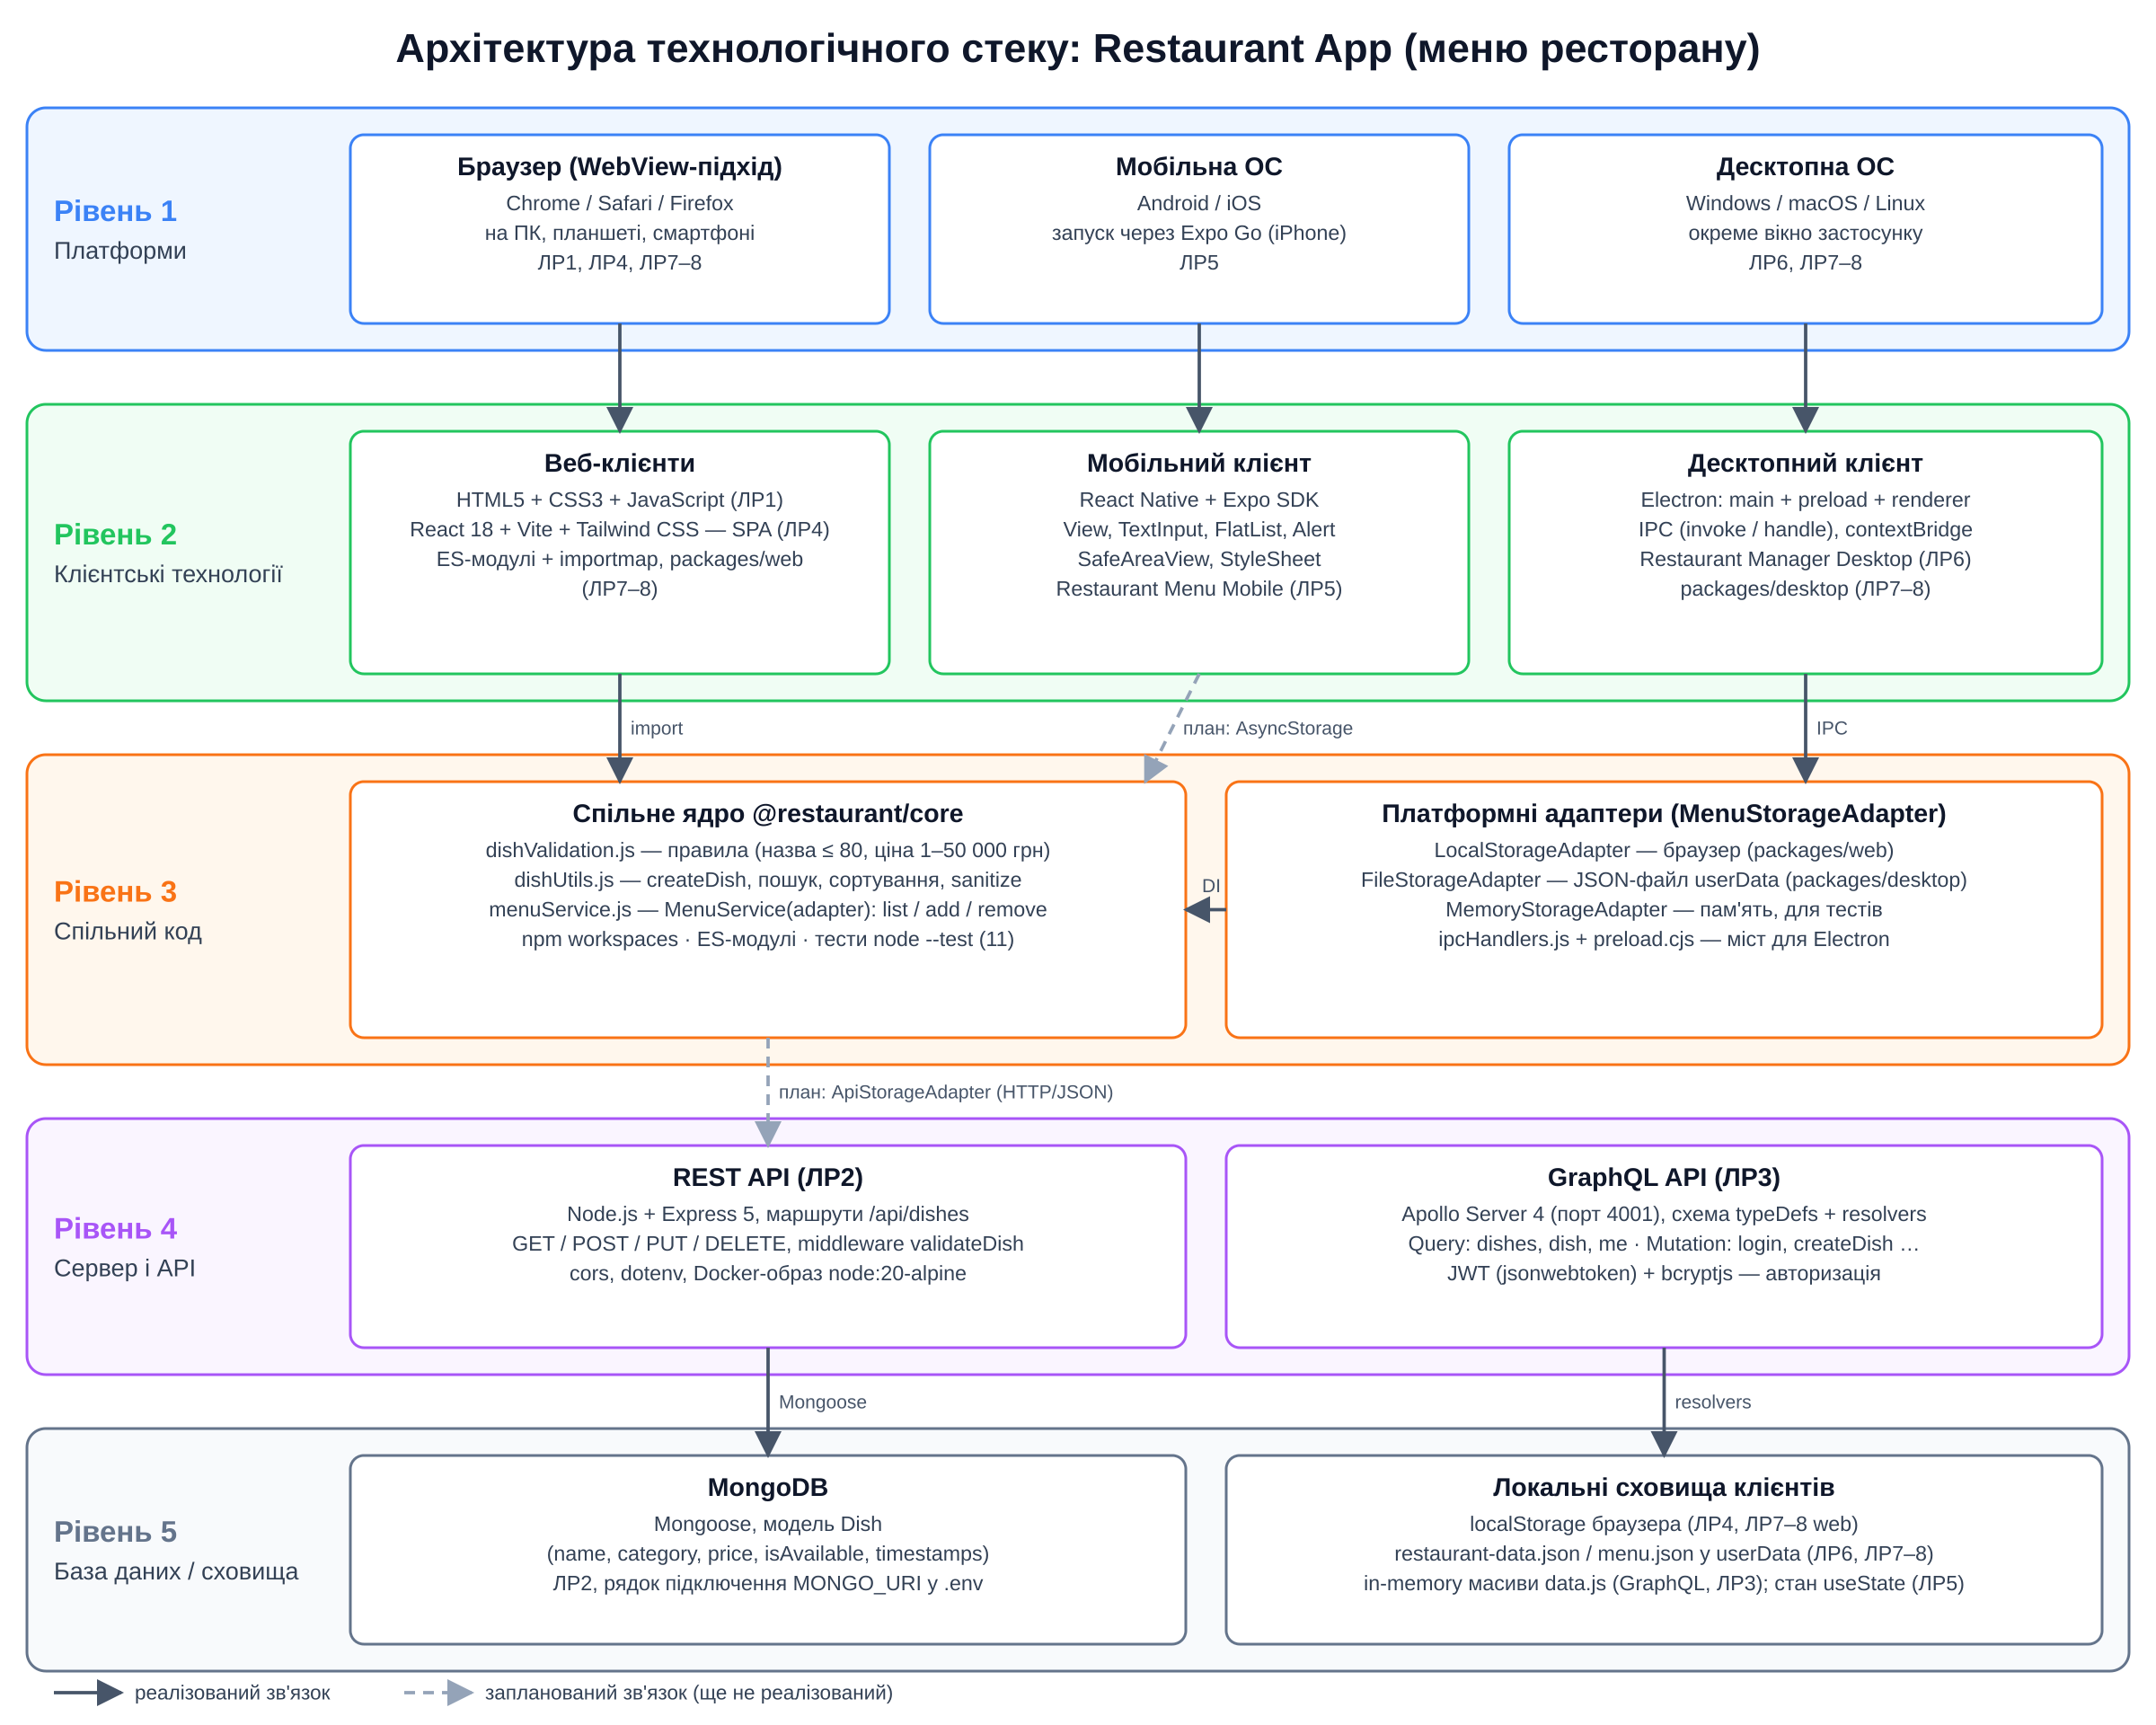 Архітектура технологічного стеку: Restaurant App (меню ресторану)
Рівень 1
Платформи
Браузер (WebView-підхід)
Chrome / Safari / Firefox
на ПК, планшеті, смартфоні
ЛР1, ЛР4, ЛР7–8
Мобільна ОС
Android / iOS
запуск через Expo Go (iPhone)
ЛР5
Десктопна ОС
Windows / macOS / Linux
окреме вікно застосунку
ЛР6, ЛР7–8
Рівень 2
Клієнтські технології
Веб-клієнти
HTML5 + CSS3 + JavaScript (ЛР1)
React 18 + Vite + Tailwind CSS — SPA (ЛР4)
ES-модулі + importmap, packages/web
(ЛР7–8)
Мобільний клієнт
React Native + Expo SDK
View, TextInput, FlatList, Alert
SafeAreaView, StyleSheet
Restaurant Menu Mobile (ЛР5)
Десктопний клієнт
Electron: main + preload + renderer
IPC (invoke / handle), contextBridge
Restaurant Manager Desktop (ЛР6)
packages/desktop (ЛР7–8)
import
план: AsyncStorage
IPC
Рівень 3
Спільний код
Спільне ядро @restaurant/core
dishValidation.js — правила (назва ≤ 80, ціна 1–50 000 грн)
dishUtils.js — createDish, пошук, сортування, sanitize
menuService.js — MenuService(adapter): list / add / remove
npm workspaces · ES-модулі · тести node --test (11)
DI
Платформні адаптери (MenuStorageAdapter)
LocalStorageAdapter — браузер (packages/web)
FileStorageAdapter — JSON-файл userData (packages/desktop)
MemoryStorageAdapter — пам'ять, для тестів
ipcHandlers.js + preload.cjs — міст для Electron
план: ApiStorageAdapter (HTTP/JSON)
Рівень 4
Сервер і API
REST API (ЛР2)
Node.js + Express 5, маршрути /api/dishes
GET / POST / PUT / DELETE, middleware validateDish
cors, dotenv, Docker-образ node:20-alpine
GraphQL API (ЛР3)
Apollo Server 4 (порт 4001), схема typeDefs + resolvers
Query: dishes, dish, me · Mutation: login, createDish …
JWT (jsonwebtoken) + bcryptjs — авторизація
Mongoose
resolvers
Рівень 5
База даних / сховища
MongoDB
Mongoose, модель Dish
(name, category, price, isAvailable, timestamps)
ЛР2, рядок підключення MONGO_URI у .env
Локальні сховища клієнтів
localStorage браузера (ЛР4, ЛР7–8 web)
restaurant-data.json / menu.json у userData (ЛР6, ЛР7–8)
in-memory масиви data.js (GraphQL, ЛР3); стан useState (ЛР5)
реалізований зв'язок
запланований зв'язок (ще не реалізований)